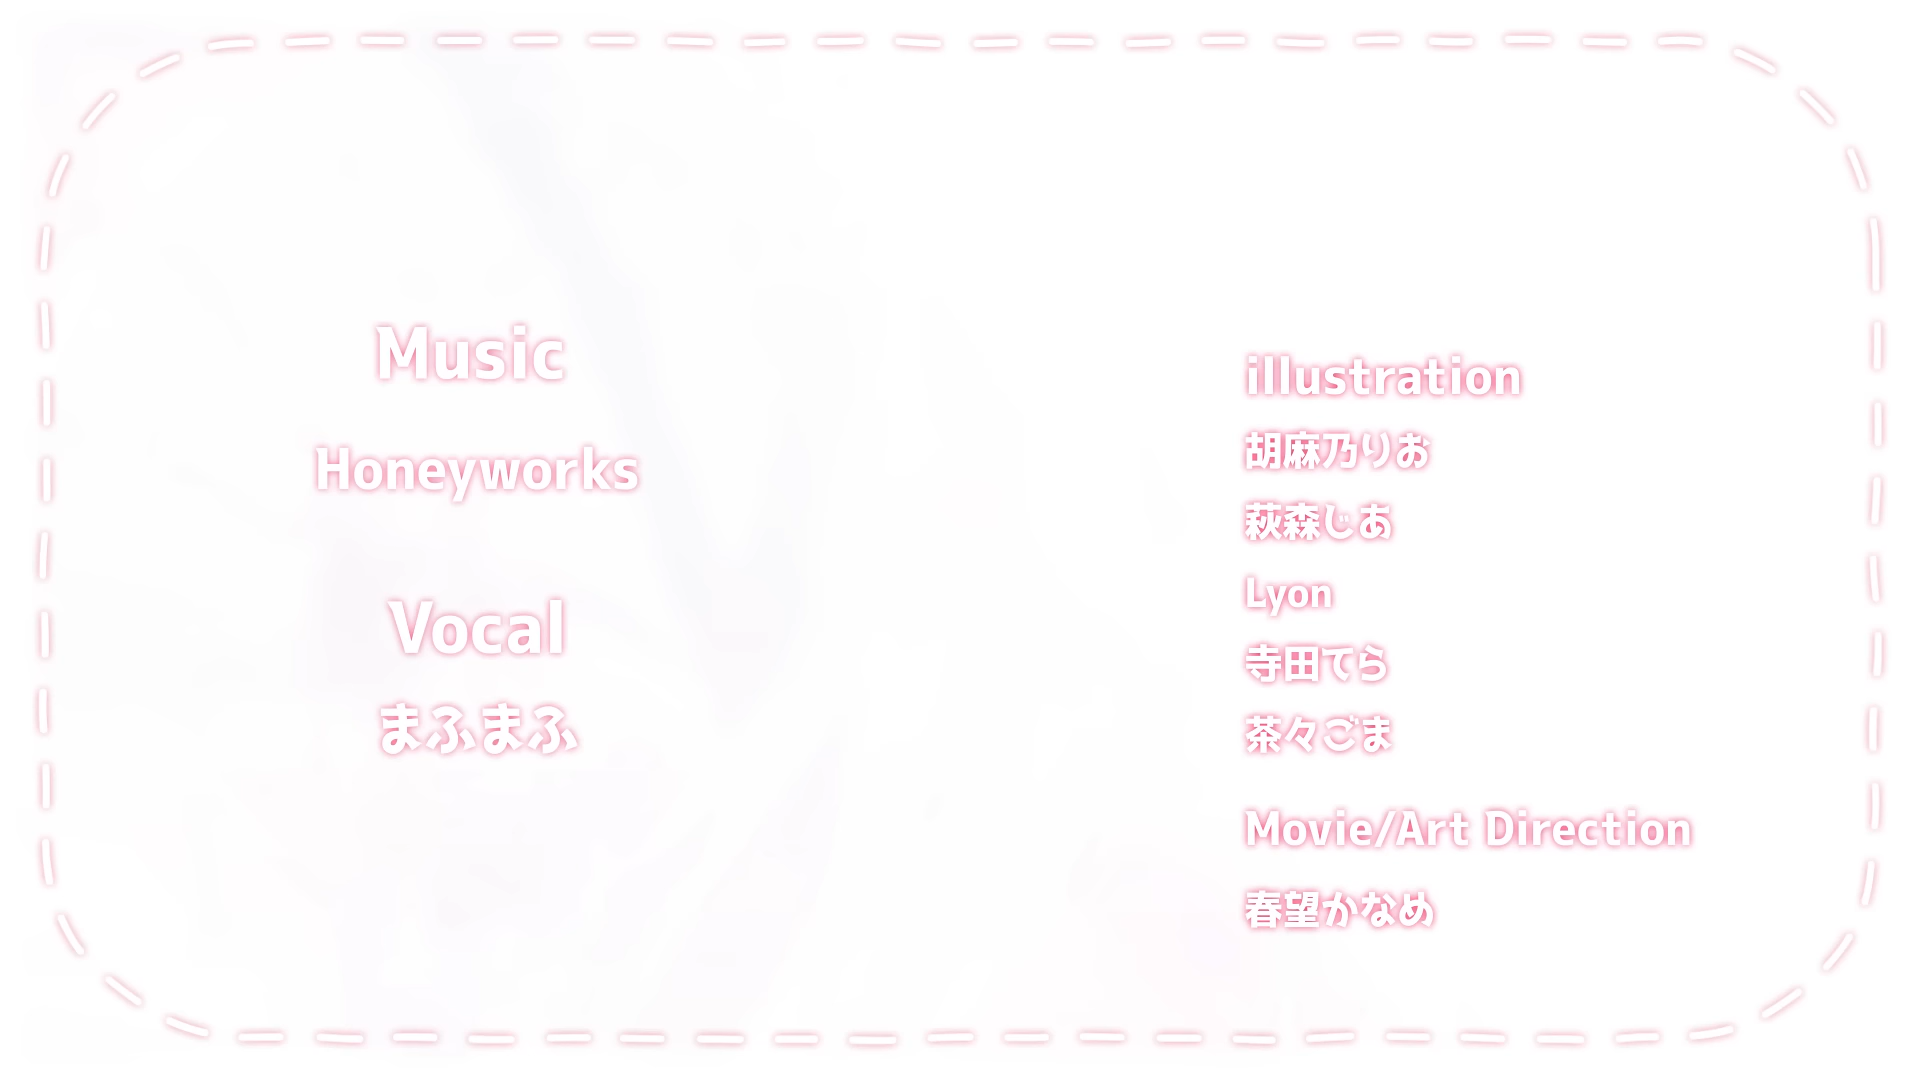 Music
Honeyworks
Vocal
まふまふ
illustration
胡麻乃りお
萩森じあ
Lyon
寺田てら
茶々ごま
Movie/Art Direction
春望かなめ